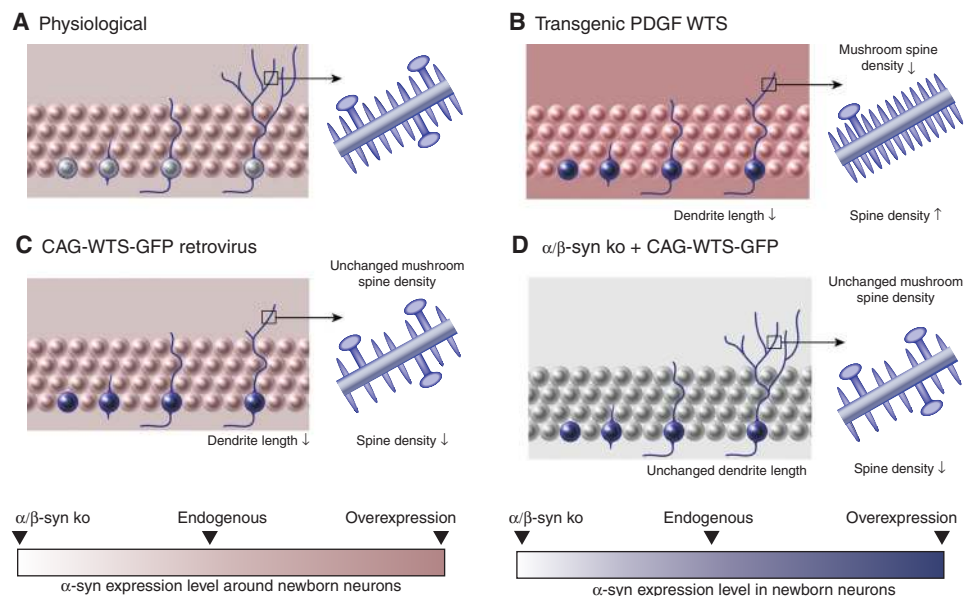 A Physiological
B Transgenic PDGF WTS
Mushroom spine
density ↓
Dendrite length ↓
Spine density ↑
C CAG-WTS-GFP retrovirus
Unchanged mushroom
spine density
Dendrite length ↓
Spine density ↓
D α/β-syn ko + CAG-WTS-GFP
Unchanged mushroom
spine density
Unchanged dendrite length
Spine density ↓
α/β-syn ko
Endogenous
Overexpression
α-syn expression level around newborn neurons
α/β-syn ko
Endogenous
Overexpression
α-syn expression level in newborn neurons